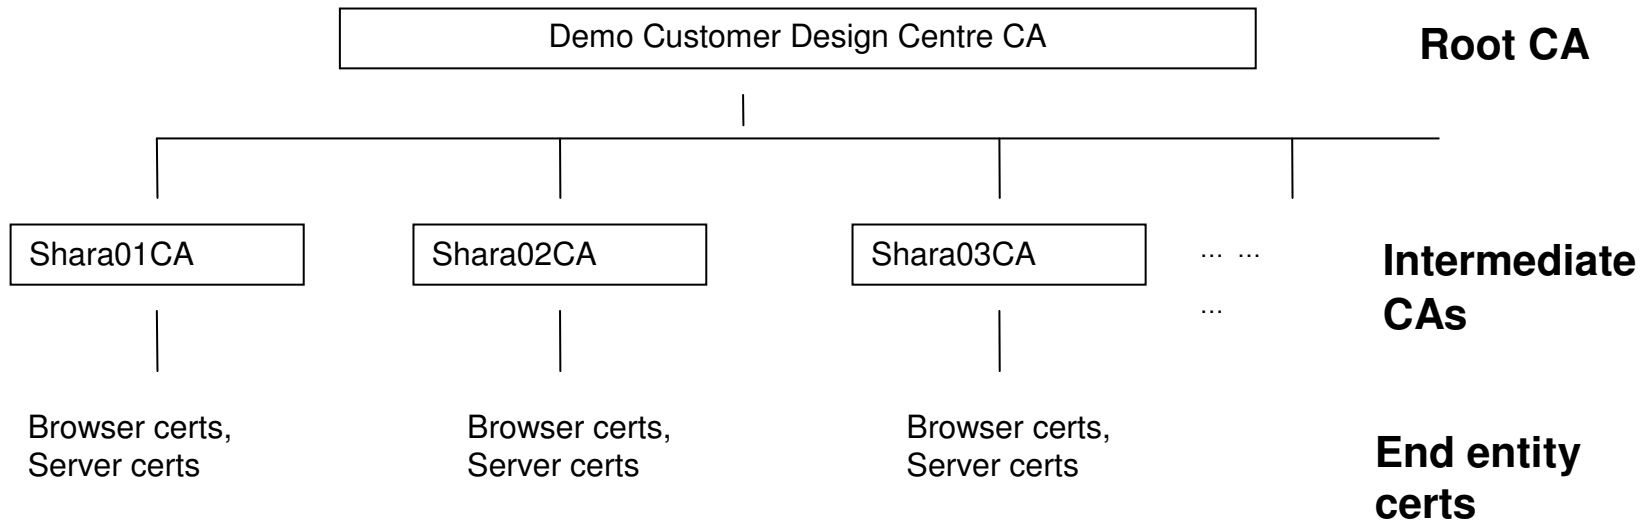 Demo Customer Design Centre CA
Root CA
Shara01CA
Shara02CA
Shara03CA
... ...
...
Intermediate
CAs
Browser certs,
Server certs
Browser certs,
Server certs
Browser certs,
Server certs
End entity
certs